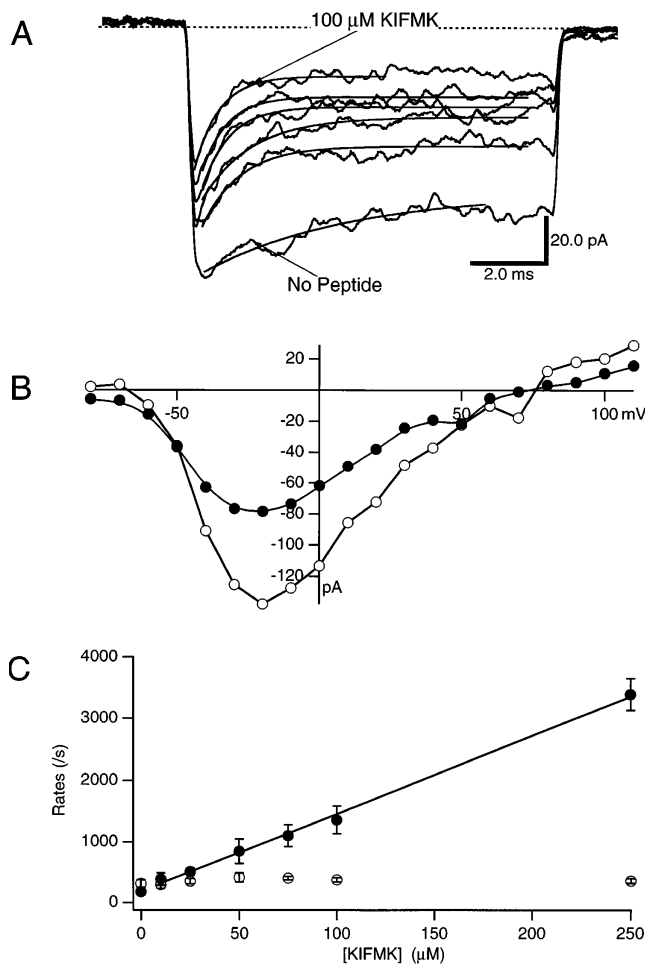 A
100 μM KIFMK
20.0 pA
2.0 ms
No Peptide
B
20
-50
50
100 mV
-20
-40
-60
-80
-100
-120
pA
C
4000
3000
2000
1000
0
Rates (/s)
0
50
100
150
200
250
[KIFMK] (μM)